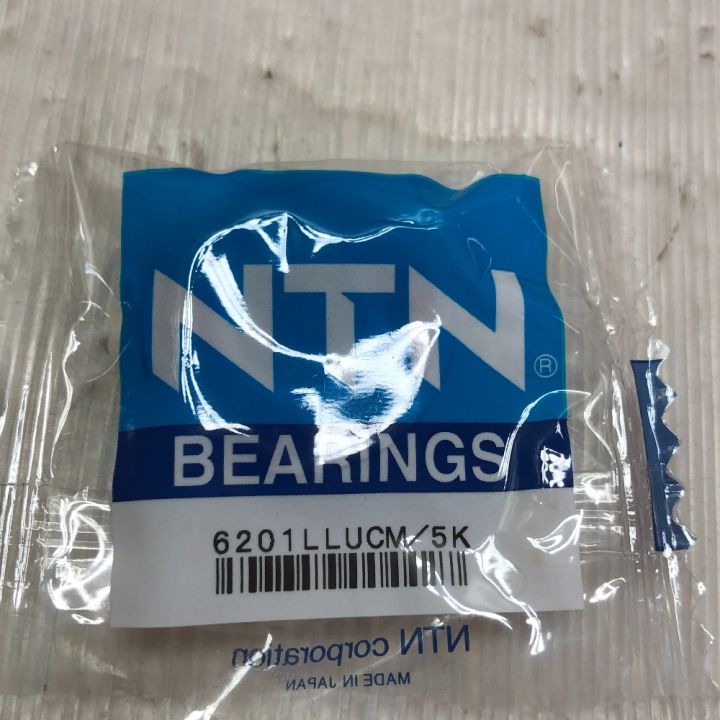 NTN®
BEARINGS
6201LLUCM/5K
NTN corporation
MADE IN JAPAN